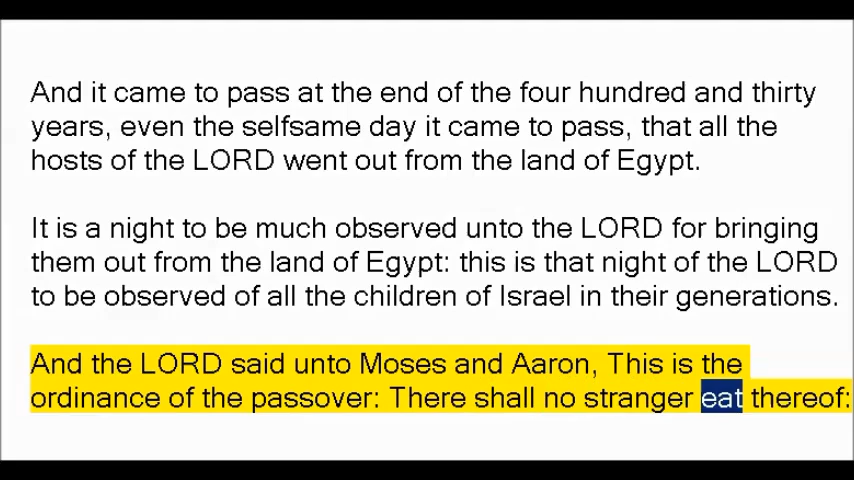 And it came to pass at the end of the four hundred and thirty
years, even the selfsame day it came to pass, that all the
hosts of the LORD went out from the land of Egypt.
It is a night to be much observed unto the LORD for bringing
them out from the land of Egypt: this is that night of the LORD
to be observed of all the children of Israel in their generations.
And the LORD said unto Moses and Aaron, This is the
ordinance of the passover: There shall no stranger eat thereof: